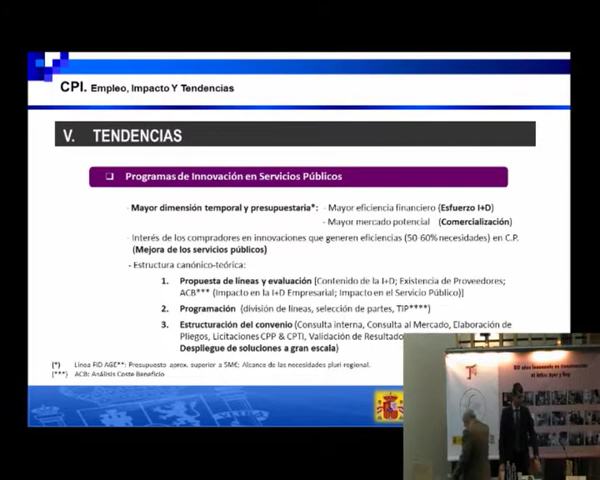 CPI. Empleo, Impacto Y Tendencias
V. TENDENCIAS
Programas de Innovación en Servicios Públicos
- Mayor dimensión temporal y presupuestaria*: - Mayor eficiencia financiero (Esfuerzo I+D)
- Mayor mercado potencial (Comercialización)
- Interés de los compradores en innovaciones que generen eficiencias (50-60% necesidades) en C.P.
(Mejora de los servicios públicos)
- Estructura canónico-teórica:
1. Propuesta de líneas y evaluación [Contenido de la I+D; Existencia de Proveedores;
ACB*** (Impacto en la I+D Empresarial; Impacto en el Servicio Público)]
2. Programación (división de líneas, selección de partes, TIP****)
3. Estructuración del convenio (Consulta interna, Consulta al Mercado, Elaboración de
Pliegos, Licitaciones CPP & CPTI, Validación de Resultado
Despliegue de soluciones a gran escala)
(*) Línea FID AGE**: Presupuesto aprox. superior a 5M€; Alcance de las necesidades pluri regional.
(***) ACB: Análisis Coste Beneficio